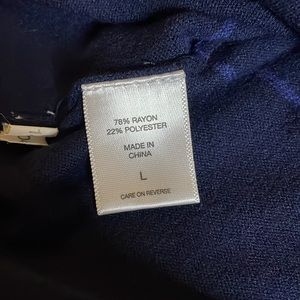 78% RAYON
22% POLYESTER
MADE IN
CHINA
L
CARE ON REVERSE